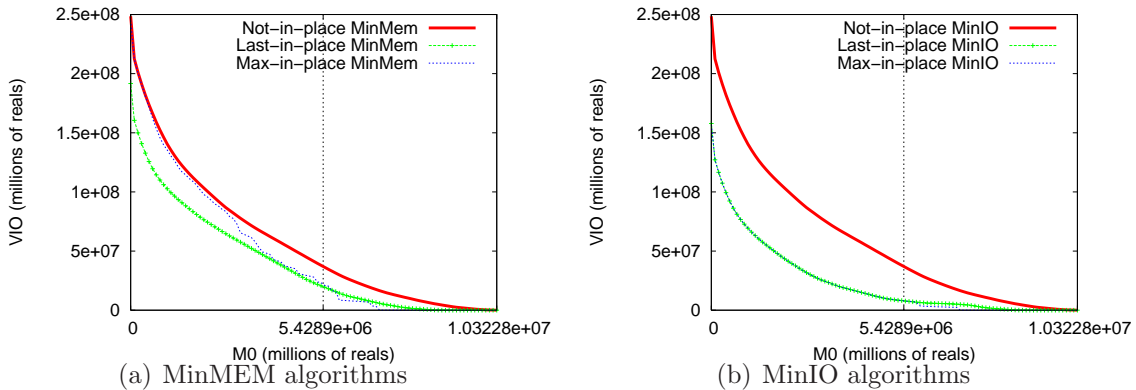 2.5e+08
2e+08
1.5e+08
1e+08
5e+07
0
VIO (millions of reals)
Not−in−place MinMem
Last−in−place MinMem
Max−in−place MinMem
0
5.4289e+06
1.03228e+07
M0 (millions of reals)
(a) MinMEM algorithms
2.5e+08
2e+08
1.5e+08
1e+08
5e+07
0
VIO (millions of reals)
Not−in−place MinIO
Last−in−place MinIO
Max−in−place MinIO
0
5.4289e+06
1.03228e+07
M0 (millions of reals)
(b) MinIO algorithms